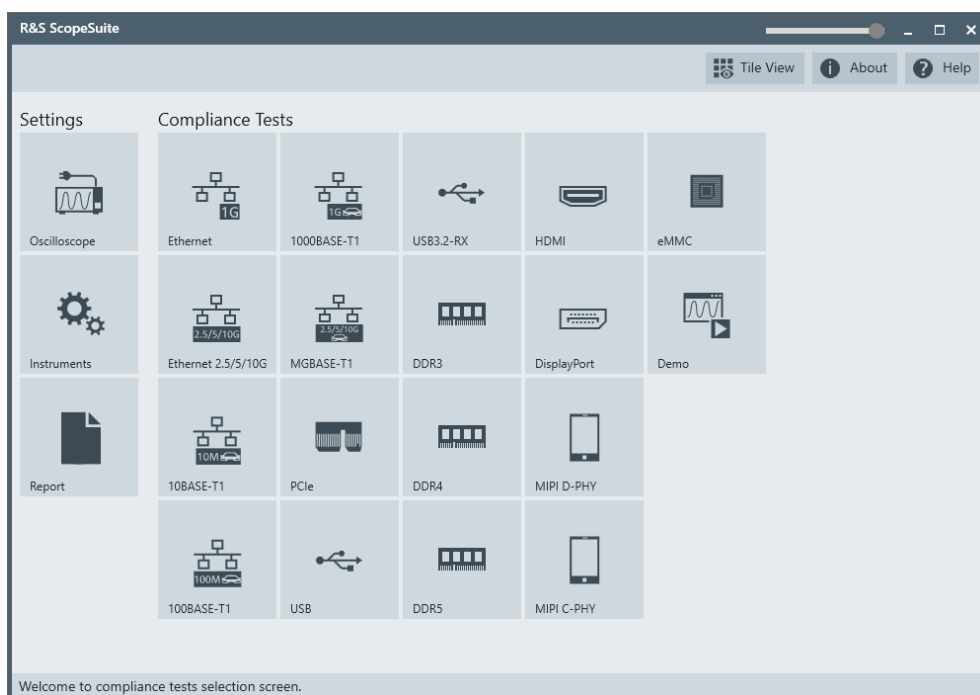 R&S ScopeSuite
Tile View About Help
Settings Compliance Tests
1G 1G
Oscilloscope Ethernet 1000BASE-T1 USB3.2-RX HDMI eMMC
2.5/5/10G 2.5/5/10G
Instruments Ethernet 2.5/5/10G MGBASE-T1 DDR3 DisplayPort Demo
10M
Report 10BASE-T1 PCIe DDR4 MIPI D-PHY
100M
100BASE-T1 USB DDR5 MIPI C-PHY
Welcome to compliance tests selection screen.